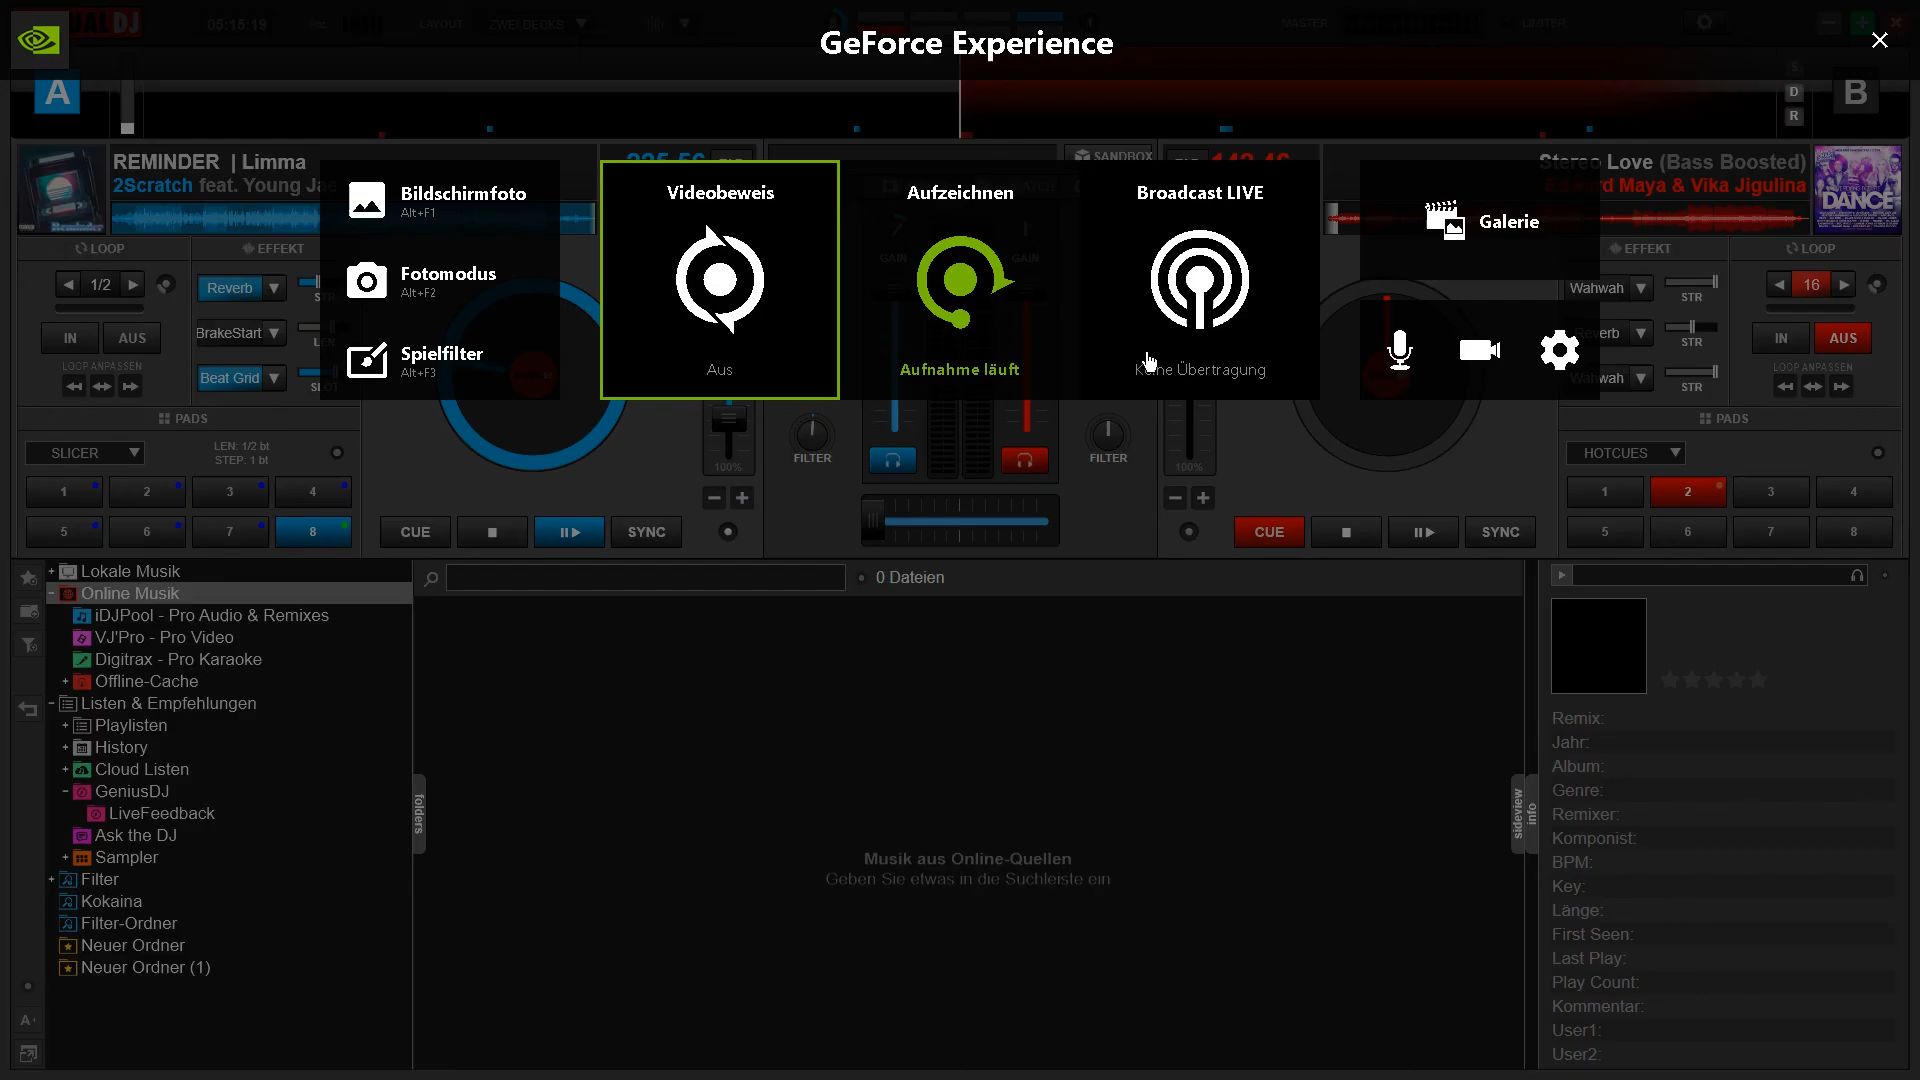 05:15:19
LAYOUT
ZWEI DECKS
MASTER
LIMITER
GeForce Experience
A
B
D
R
REMINDER | Limma
2Scratch feat. Young
SANDBOX
Stereo Love (Bass Boosted)
Edward Maya & Vika Jigulina
DANCE
Bildschirmfoto
Alt+F1
Fotomodus
Alt+F2
Spielfilter
Alt+F3
Videobeweis
Aus
Aufzeichnen
Aufnahme läuft
Broadcast LIVE
Keine Übertragung
Galerie
LOOP
EFFEKT
GAIN
GAIN
EFFEKT
LOOP
1/2
Reverb
BrakeStart
Beat Grid
IN
AUS
LOOP ANPASSEN
Wahwah
STR
Reverb
STR
Wahwah
STR
16
IN
AUS
LOOP ANPASSEN
PADS
SLICER
LEN: 1/2 bt
STEP: 1 bt
1 2 3 4
5 6 7 8
100%
FILTER
FILTER
100%
CUE
SYNC
CUE
SYNC
PADS
HOTCUES
1 2 3 4
5 6 7 8
Lokale Musik
Online Musik
iDJPool - Pro Audio & Remixes
VJ'Pro - Pro Video
Digitrax - Pro Karaoke
Offline-Cache
Listen & Empfehlungen
Playlisten
History
Cloud Listen
GeniusDJ
LiveFeedback
Ask the DJ
Sampler
Filter
Kokaina
Filter-Ordner
Neuer Ordner
Neuer Ordner (1)
folders
0 Dateien
Musik aus Online-Quellen
Geben Sie etwas in die Suchleiste ein
sideview
info
Remix:
Jahr:
Album:
Genre:
Remixer:
Komponist:
BPM:
Key:
Länge:
First Seen:
Last Play:
Play Count:
Kommentar:
User1:
User2: